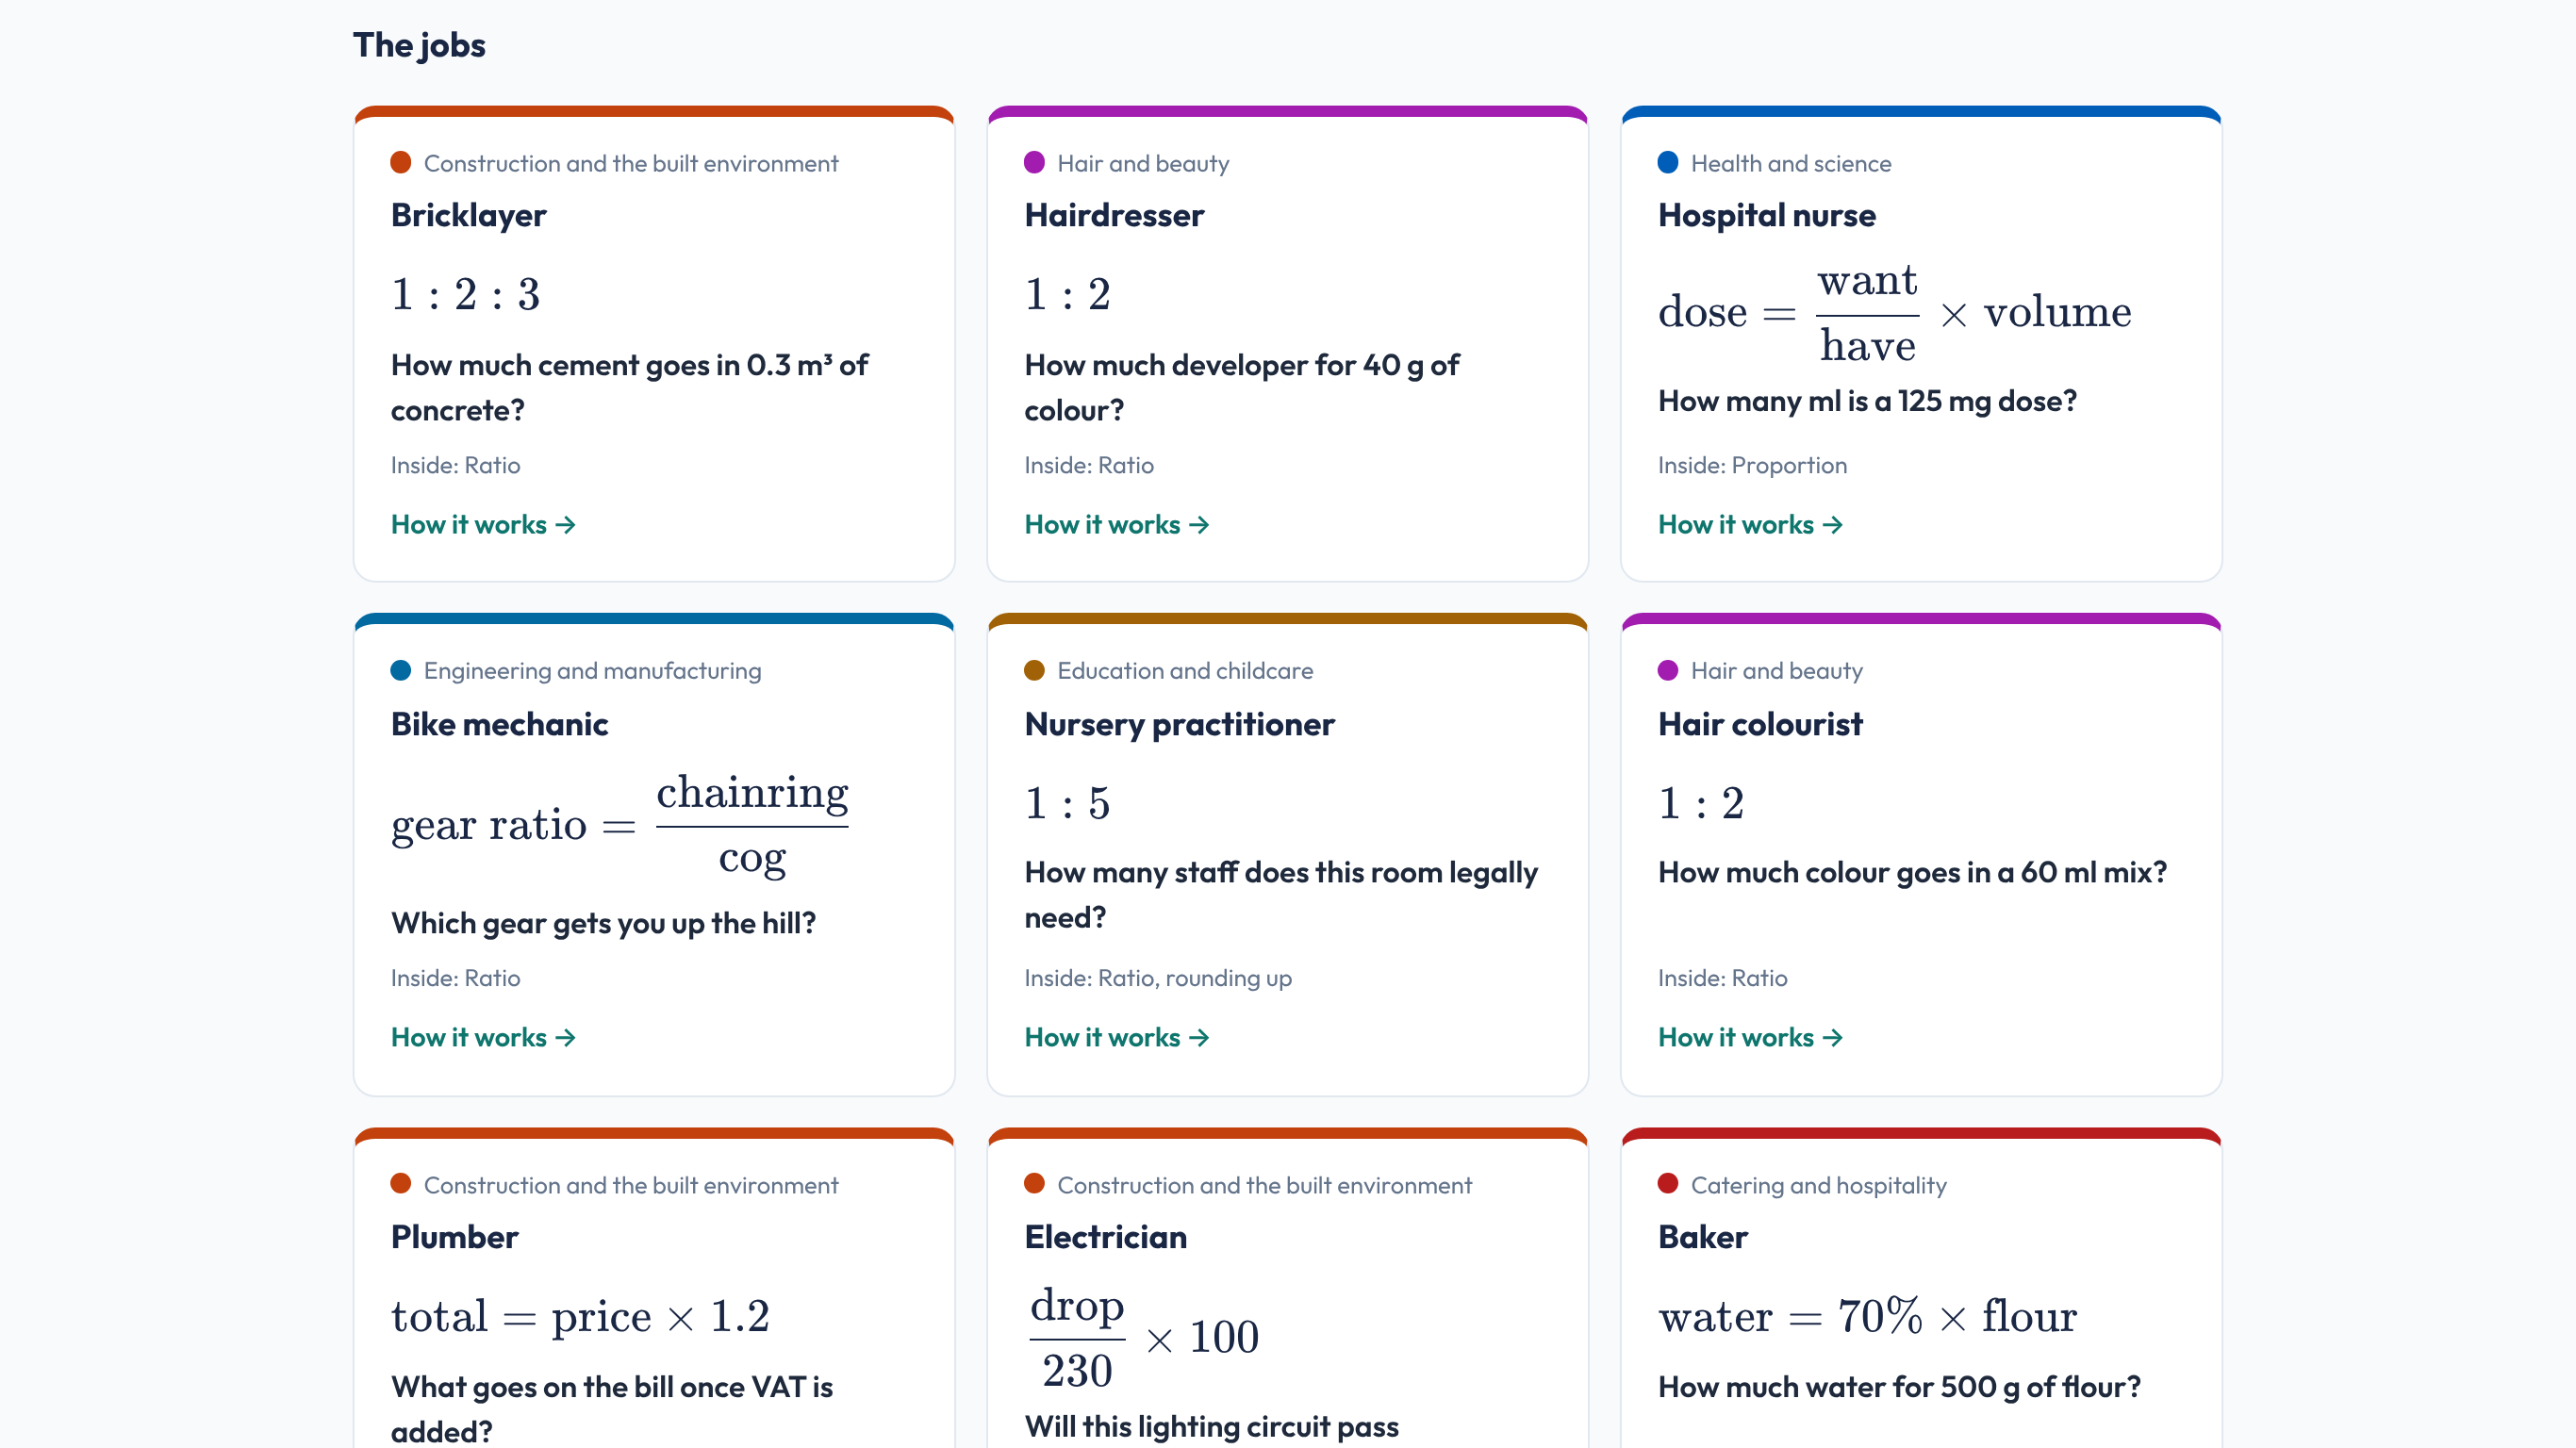 The jobs
Construction and the built environment
Bricklayer
1 : 2 : 3
How much cement goes in 0.3 m³ of
concrete?
Inside: Ratio
How it works →
Hair and beauty
Hairdresser
1 : 2
How much developer for 40 g of
colour?
Inside: Ratio
How it works →
Health and science
Hospital nurse
dose = want / have × volume
How many ml is a 125 mg dose?
Inside: Proportion
How it works →
Engineering and manufacturing
Bike mechanic
gear ratio = chainring / cog
Which gear gets you up the hill?
Inside: Ratio
How it works →
Education and childcare
Nursery practitioner
1 : 5
How many staff does this room legally
need?
Inside: Ratio, rounding up
How it works →
Hair and beauty
Hair colourist
1 : 2
How much colour goes in a 60 ml mix?
Inside: Ratio
How it works →
Construction and the built environment
Plumber
total = price × 1.2
What goes on the bill once VAT is
added?
Construction and the built environment
Electrician
drop / 230 × 100
Will this lighting circuit pass
Catering and hospitality
Baker
water = 70% × flour
How much water for 500 g of flour?